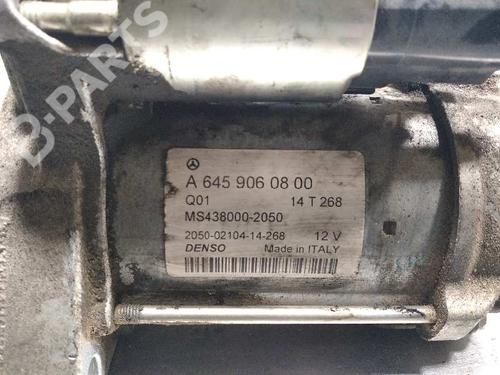 B-PARTS
A 645 906 08 00
Q01 14 T 268
MS438000-2050
2050-02104-14-268 12 V
DENSO Made in ITALY